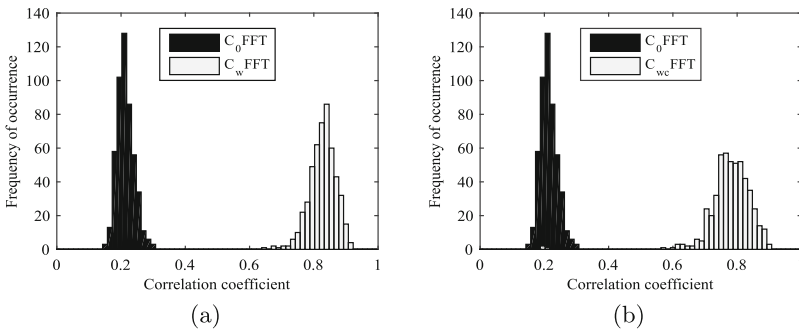 140
120
100
80
60
40
20
0
Frequency of occurrence
C₀FFT
C_wFFT
0 0.2 0.4 0.6 0.8 1
Correlation coefficient
(a)
140
120
100
80
60
40
20
0
Frequency of occurrence
C₀FFT
C_wcFFT
0 0.2 0.4 0.6 0.8
Correlation coefficient
(b)